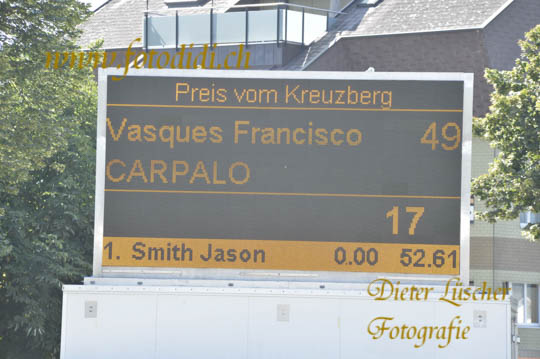 www.fotodidi.ch
Preis vom Kreuzberg
Vasques Francisco 49
CARPALO
17
1. Smith Jason 0.00 52.61
Dieter Lüscher
Fotografie